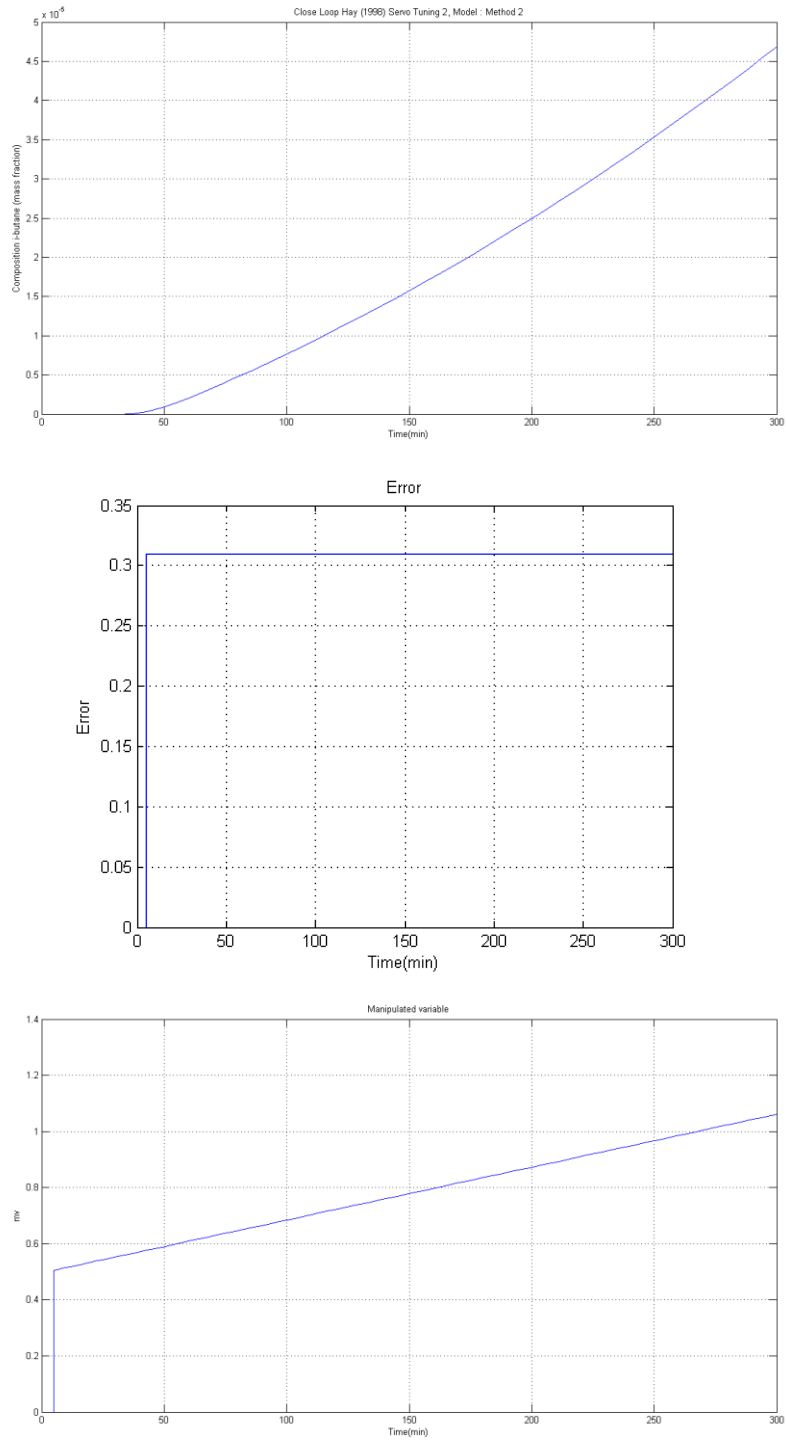 Close Loop Hay (1998) Servo Tuning 2, Model : Method 2
x 10^-6
5
4.5
4
3.5
3
2.5
2
1.5
1
0.5
0
Composition i-butane (mass fraction)
0 50 100 150 200 250 300
Time(min)
Error
0.35
0.3
0.25
0.2
0.15
0.1
0.05
0
Error
0 50 100 150 200 250 300
Time(min)
Manipulated variable
1.4
1.2
1
0.8
0.6
0.4
0.2
0
mv
0 50 100 150 200 250 300
Time(min)